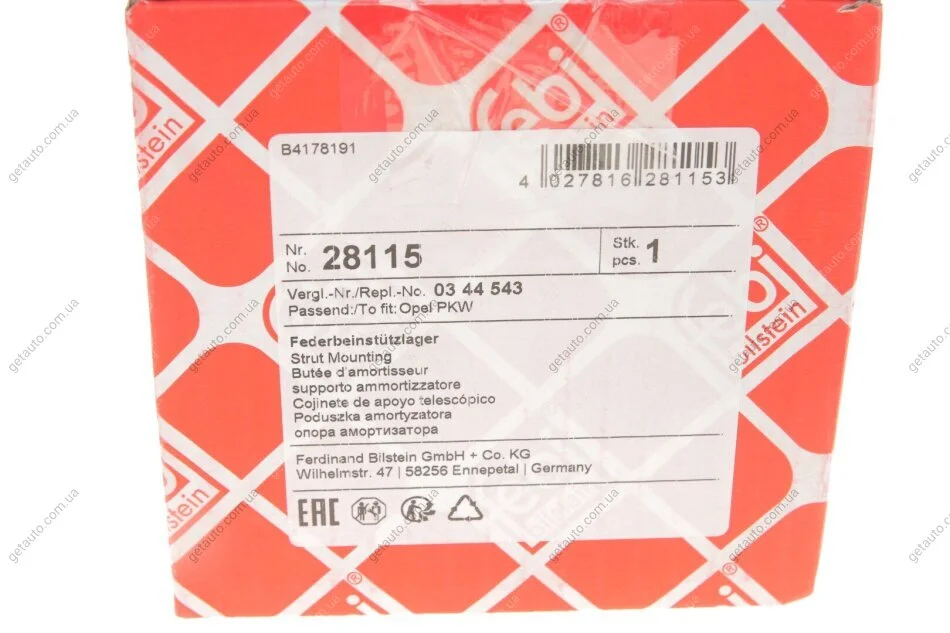 febi®
bilstein
B4178191
4 027816 281153
Nr.
No. 28115
Stk.
pcs. 1
Vergl.-Nr./Repl.-No. 03 44 543
Passend:/To fit: Opel PKW
Federbeinstützlager
Strut Mounting
Butée d'amortisseur
supporto ammortizzatore
Cojinete de apoyo telescópico
Poduszka amortyzatora
опора амортизатора
Ferdinand Bilstein GmbH + Co. KG
Wilhelmstr. 47 | 58256 Ennepetal | Germany
EAC
bilstein
getauto.com.ua